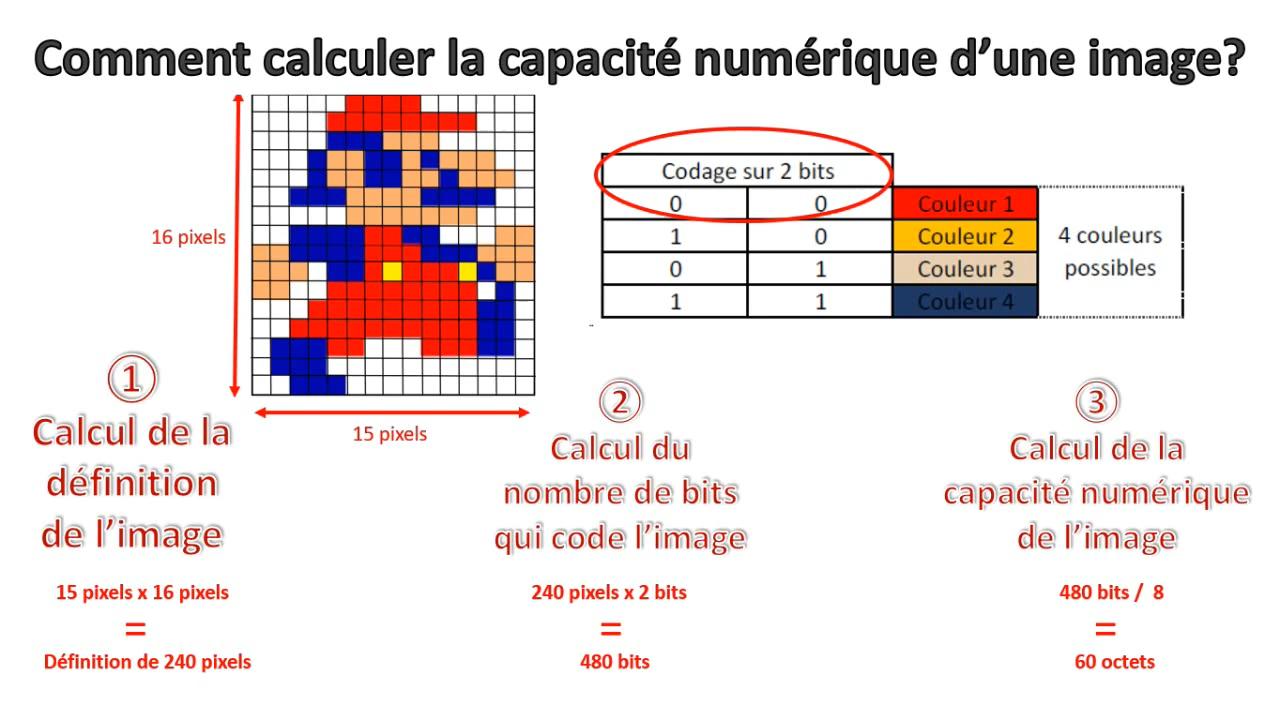 Comment calculer la capacité numérique d’une image?
16 pixels
15 pixels
Codage sur 2 bits
0 0 Couleur 1
1 0 Couleur 2
0 1 Couleur 3
1 1 Couleur 4
4 couleurs
possibles
1
Calcul de la
définition
de l’image
15 pixels x 16 pixels
=
Définition de 240 pixels
2
Calcul du
nombre de bits
qui code l’image
240 pixels x 2 bits
=
480 bits
3
Calcul de la
capacité numérique
de l’image
480 bits / 8
=
60 octets